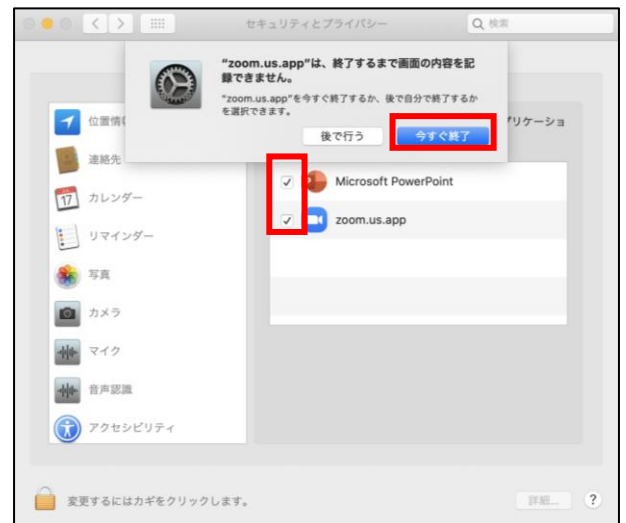 セキュリティとプライバシー
検索
"zoom.us.app"は、終了するまで画面の内容を記
録できません。
"zoom.us.app"を今すぐ終了するか、後で自分で終了するか
を選択できます。
後で行う
今すぐ終了
位置情
プリケーショ
連絡先
カレンダー
17
リマインダー
写真
カメラ
マイク
音声認識
アクセシビリティ
Microsoft PowerPoint
zoom.us.app
変更するにはカギをクリックします。
詳細...
?